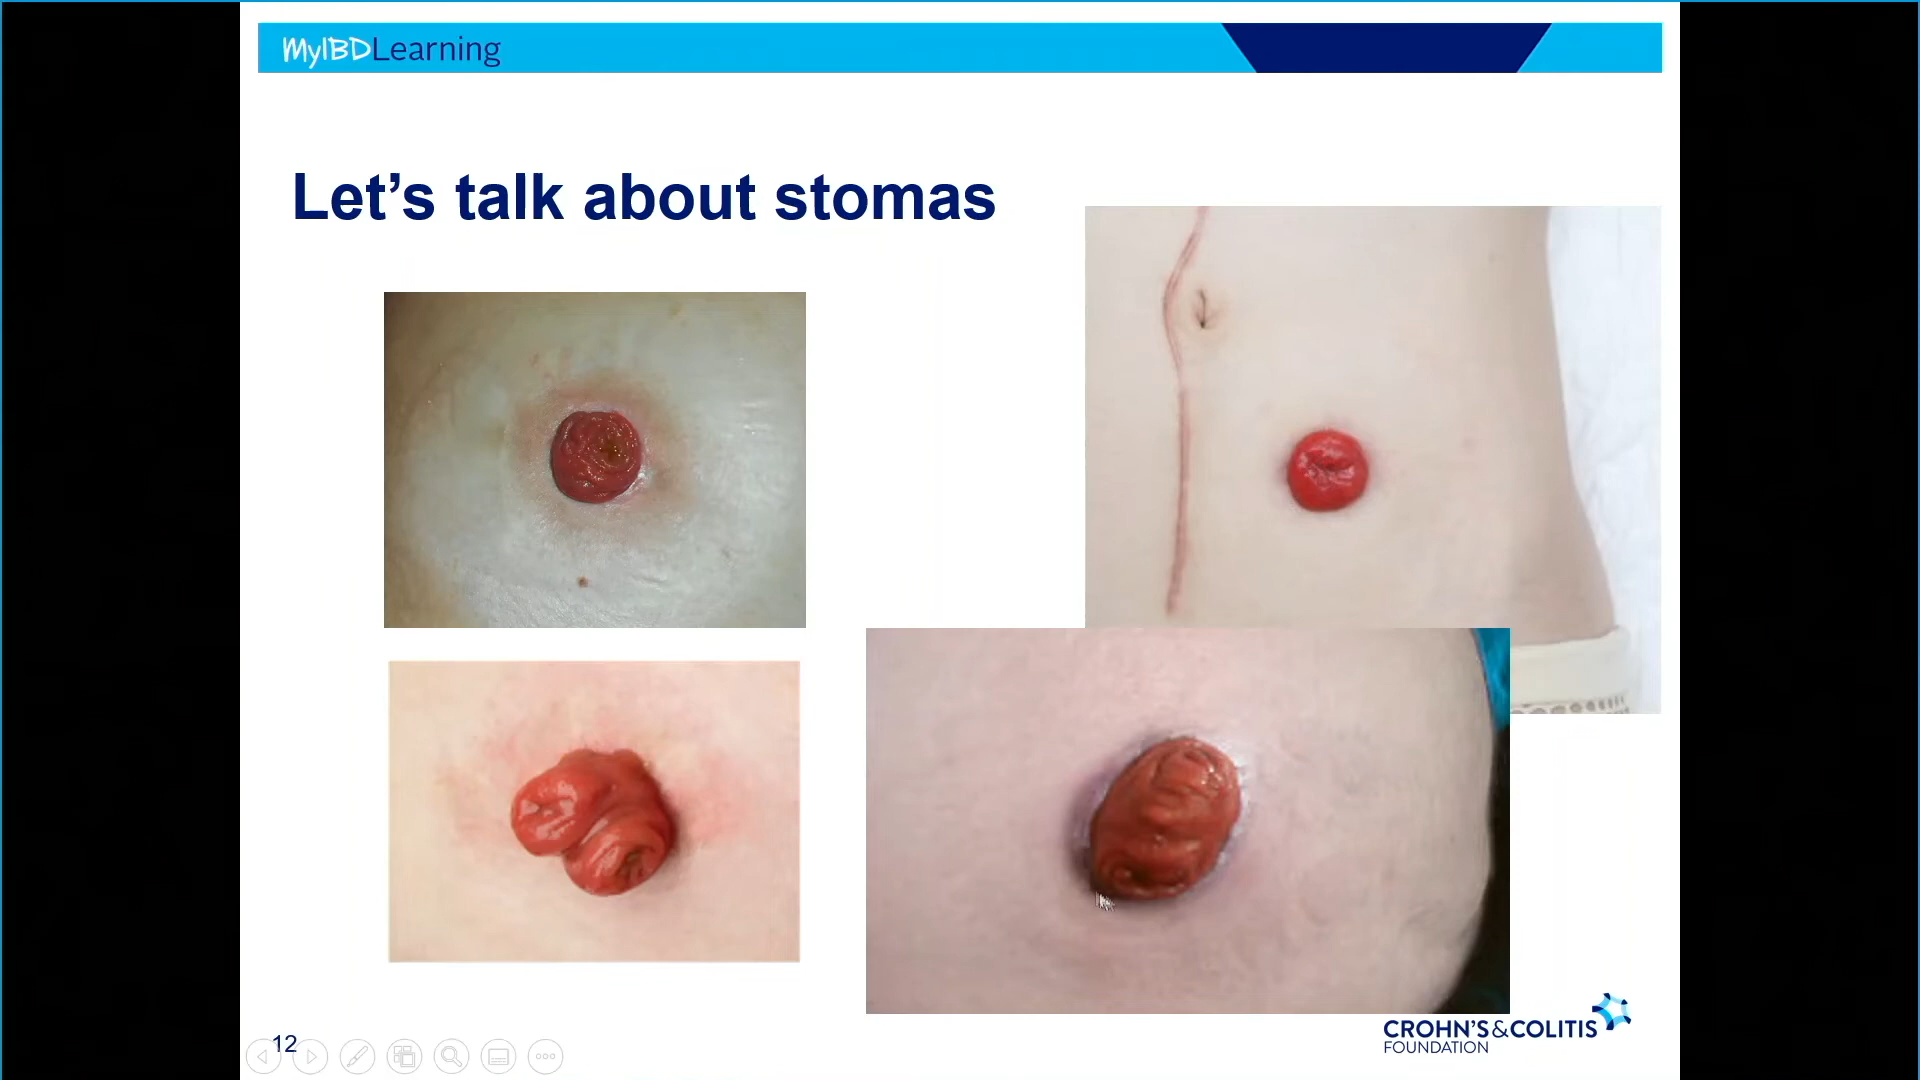 MyIBDLearning
Let’s talk about stomas
12
CROHN’S&COLITIS
FOUNDATION